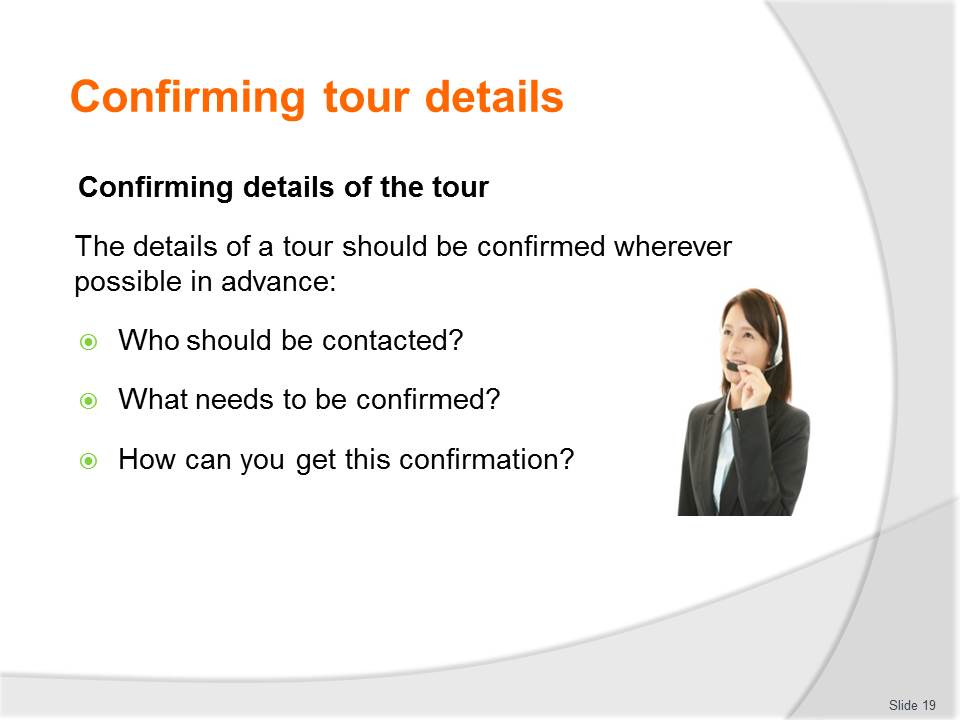 Confirming tour details
Confirming details of the tour
The details of a tour should be confirmed wherever
possible in advance:
Who should be contacted?
What needs to be confirmed?
How can you get this confirmation?
Slide 19